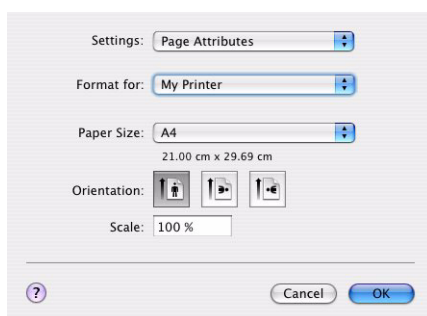 Settings: Page Attributes
Format for: My Printer
Paper Size: A4
21.00 cm x 29.69 cm
Orientation:
Scale: 100 %
? Cancel OK